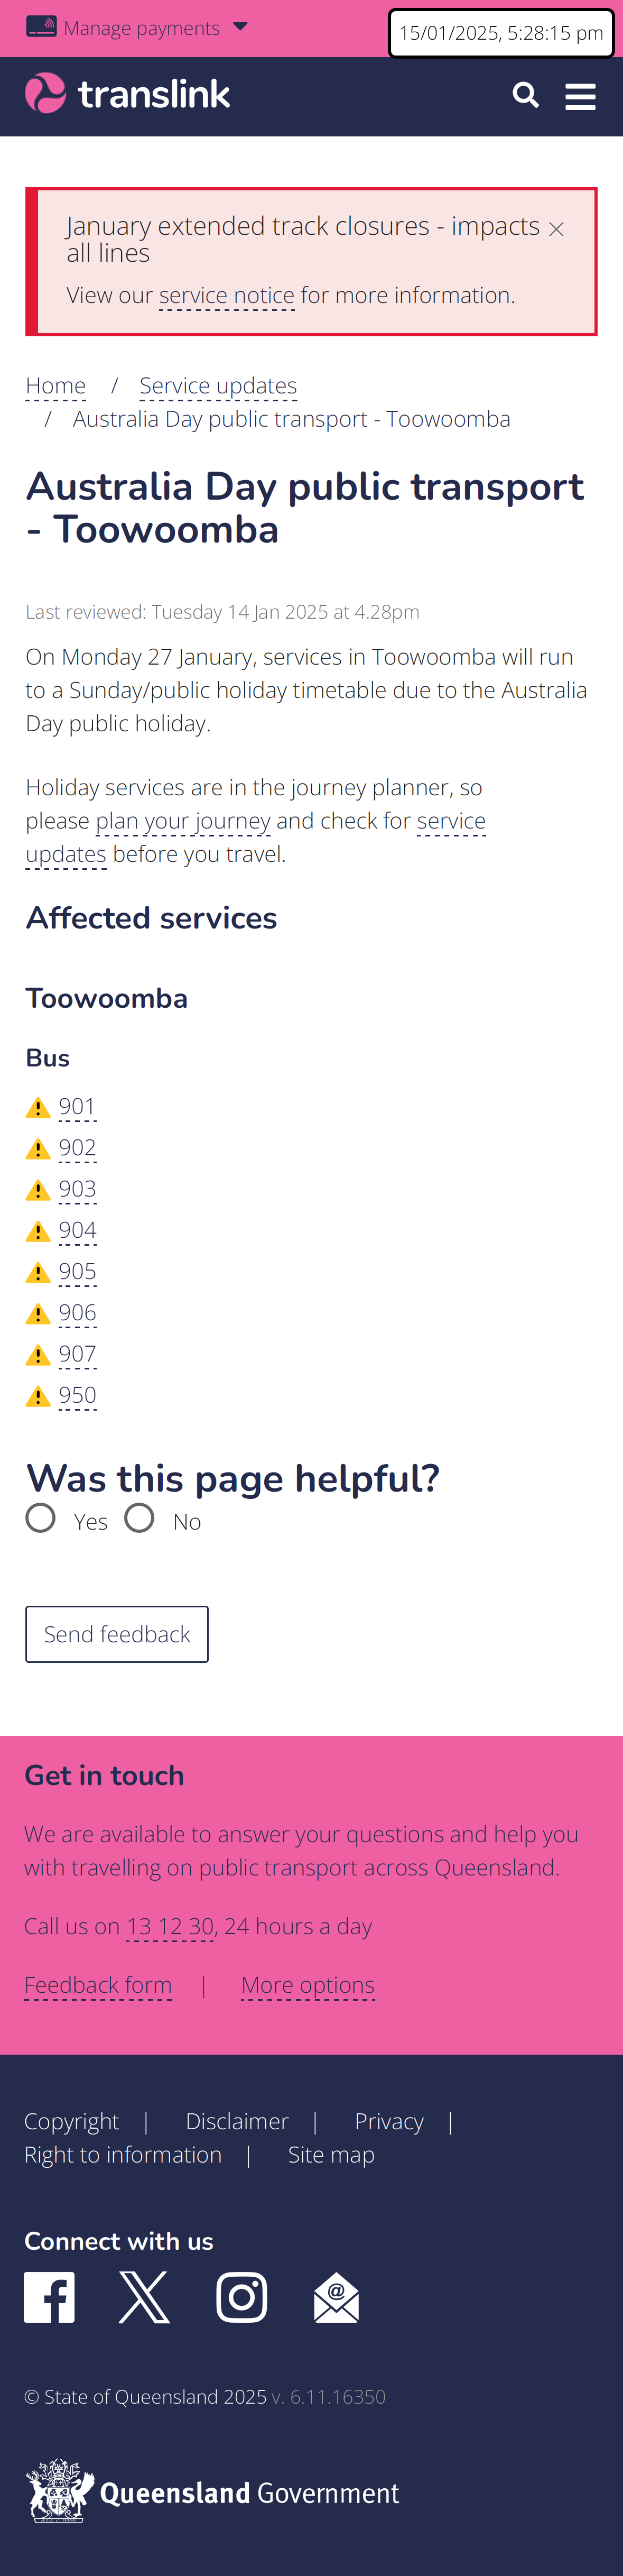 Manage payments
15/01/2025, 5:28:15 pm
translink
January extended track closures - impacts
all lines
View our service notice for more information.
Home / Service updates
/ Australia Day public transport - Toowoomba
Australia Day public transport
- Toowoomba
Last reviewed: Tuesday 14 Jan 2025 at 4.28pm
On Monday 27 January, services in Toowoomba will run
to a Sunday/public holiday timetable due to the Australia
Day public holiday.
Holiday services are in the journey planner, so
please plan your journey and check for service
updates before you travel.
Affected services
Toowoomba
Bus
901
902
903
904
905
906
907
950
Was this page helpful?
Yes No
Send feedback
Get in touch
We are available to answer your questions and help you
with travelling on public transport across Queensland.
Call us on 13 12 30, 24 hours a day
Feedback form | More options
Copyright | Disclaimer | Privacy |
Right to information | Site map
Connect with us
© State of Queensland 2025 v. 6.11.16350
Queensland Government